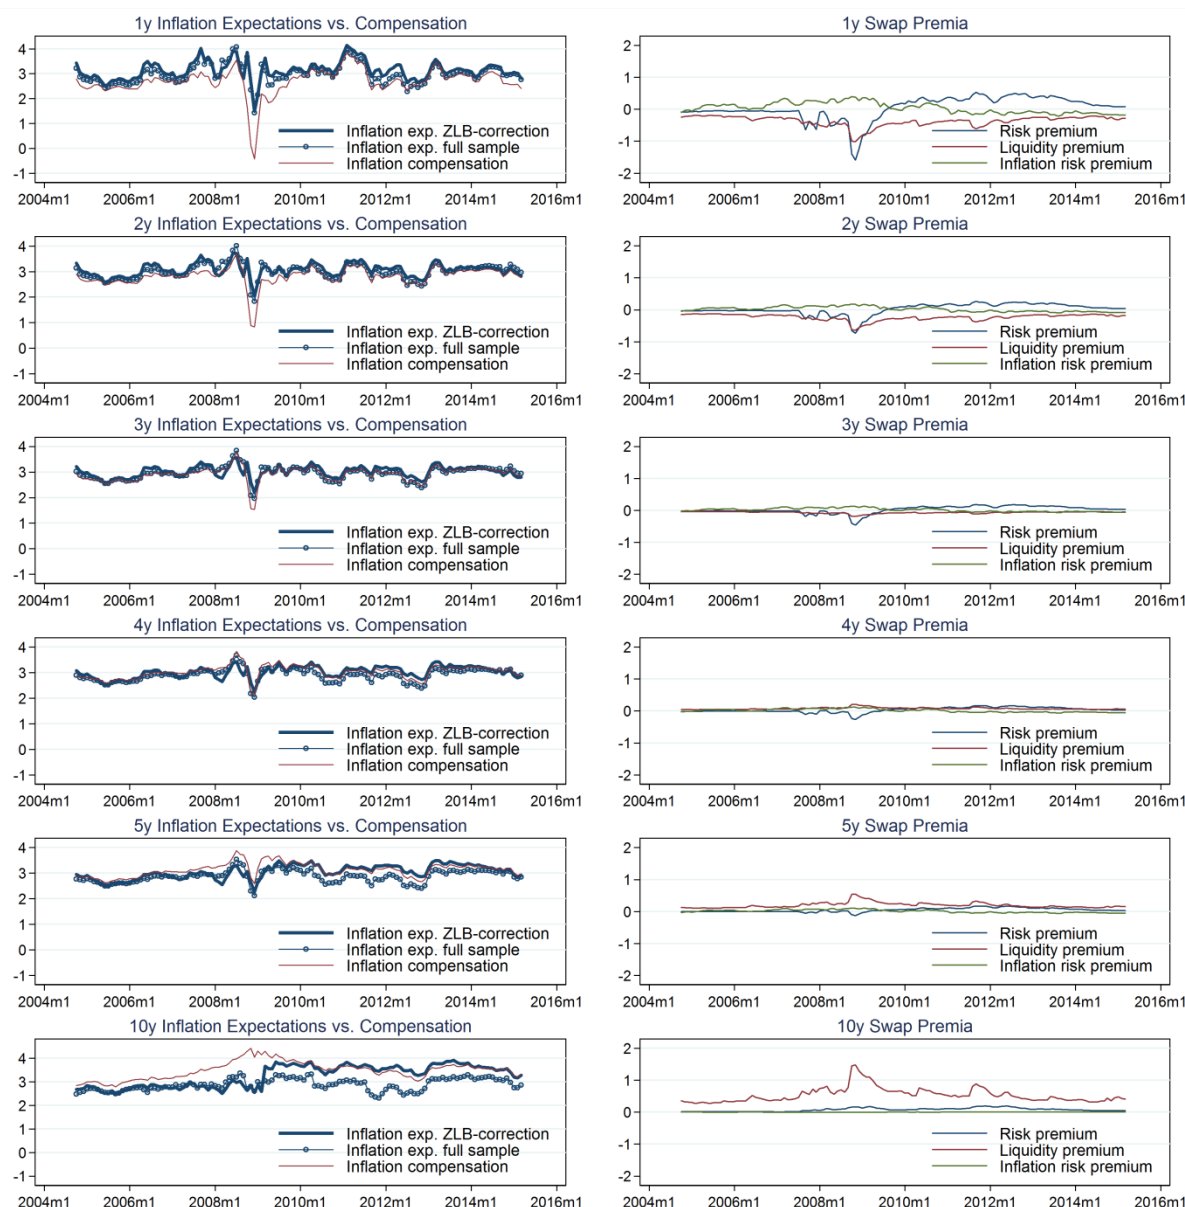 1y Inflation Expectations vs. Compensation
4
3
2
1
0
-1
Inflation exp. ZLB-correction
Inflation exp. full sample
Inflation compensation
2004m1 2006m1 2008m1 2010m1 2012m1 2014m1 2016m1
1y Swap Premia
2
1
0
-1
-2
Risk premium
Liquidity premium
Inflation risk premium
2004m1 2006m1 2008m1 2010m1 2012m1 2014m1 2016m1
2y Inflation Expectations vs. Compensation
4
3
2
1
0
-1
Inflation exp. ZLB-correction
Inflation exp. full sample
Inflation compensation
2004m1 2006m1 2008m1 2010m1 2012m1 2014m1 2016m1
2y Swap Premia
2
1
0
-1
-2
Risk premium
Liquidity premium
Inflation risk premium
2004m1 2006m1 2008m1 2010m1 2012m1 2014m1 2016m1
3y Inflation Expectations vs. Compensation
4
3
2
1
0
-1
Inflation exp. ZLB-correction
Inflation exp. full sample
Inflation compensation
2004m1 2006m1 2008m1 2010m1 2012m1 2014m1 2016m1
3y Swap Premia
2
1
0
-1
-2
Risk premium
Liquidity premium
Inflation risk premium
2004m1 2006m1 2008m1 2010m1 2012m1 2014m1 2016m1
4y Inflation Expectations vs. Compensation
4
3
2
1
0
-1
Inflation exp. ZLB-correction
Inflation exp. full sample
Inflation compensation
2004m1 2006m1 2008m1 2010m1 2012m1 2014m1 2016m1
4y Swap Premia
2
1
0
-1
-2
Risk premium
Liquidity premium
Inflation risk premium
2004m1 2006m1 2008m1 2010m1 2012m1 2014m1 2016m1
5y Inflation Expectations vs. Compensation
4
3
2
1
0
-1
Inflation exp. ZLB-correction
Inflation exp. full sample
Inflation compensation
2004m1 2006m1 2008m1 2010m1 2012m1 2014m1 2016m1
5y Swap Premia
2
1
0
-1
-2
Risk premium
Liquidity premium
Inflation risk premium
2004m1 2006m1 2008m1 2010m1 2012m1 2014m1 2016m1
10y Inflation Expectations vs. Compensation
4
3
2
1
0
-1
Inflation exp. ZLB-correction
Inflation exp. full sample
Inflation compensation
2004m1 2006m1 2008m1 2010m1 2012m1 2014m1 2016m1
10y Swap Premia
2
1
0
-1
-2
Risk premium
Liquidity premium
Inflation risk premium
2004m1 2006m1 2008m1 2010m1 2012m1 2014m1 2016m1